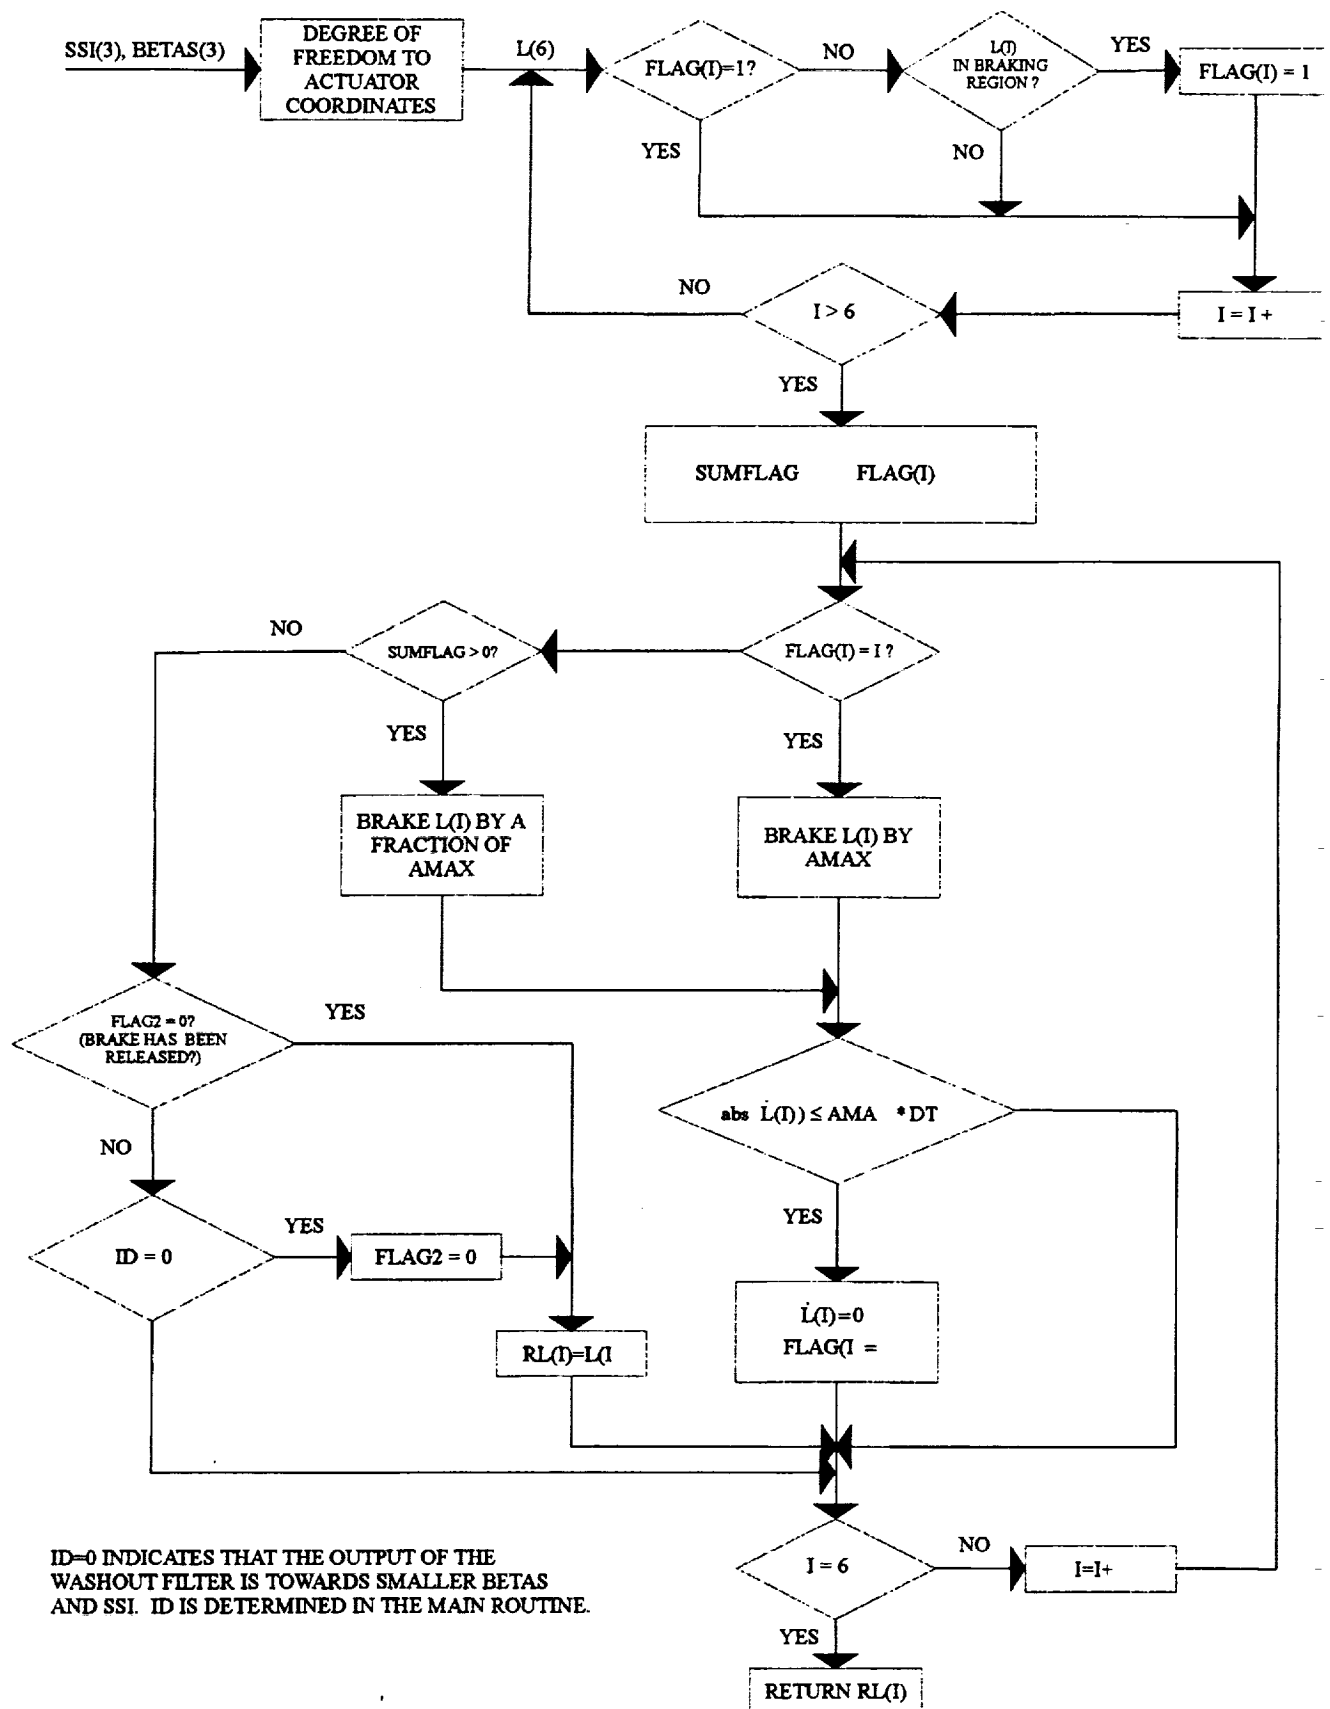 SSI(3), BETAS(3)
DEGREE OF
FREEDOM TO
ACTUATOR
COORDINATES
L(6)
FLAG(I)=1?
NO
L(I)
IN BRAKING
REGION ?
YES
FLAG(I) = 1
YES
NO
NO
I > 6
I = I +
YES
SUMFLAG FLAG(I)
NO
SUMFLAG > 0?
FLAG(I) = I ?
YES
YES
BRAKE L(I) BY A
FRACTION OF
AMAX
BRAKE L(I) BY
AMAX
FLAG2 = 0?
(BRAKE HAS BEEN
RELEASED?)
YES
abs L̇(I)) ≤ AMA * DT
NO
YES
ID = 0
YES
FLAG2 = 0
L̇(I)=0
FLAG(I =
RL(I)=L(I
I = 6
NO
I=I+
ID=0 INDICATES THAT THE OUTPUT OF THE
WASHOUT FILTER IS TOWARDS SMALLER BETAS
AND SSI. ID IS DETERMINED IN THE MAIN ROUTINE.
YES
RETURN RL(I)